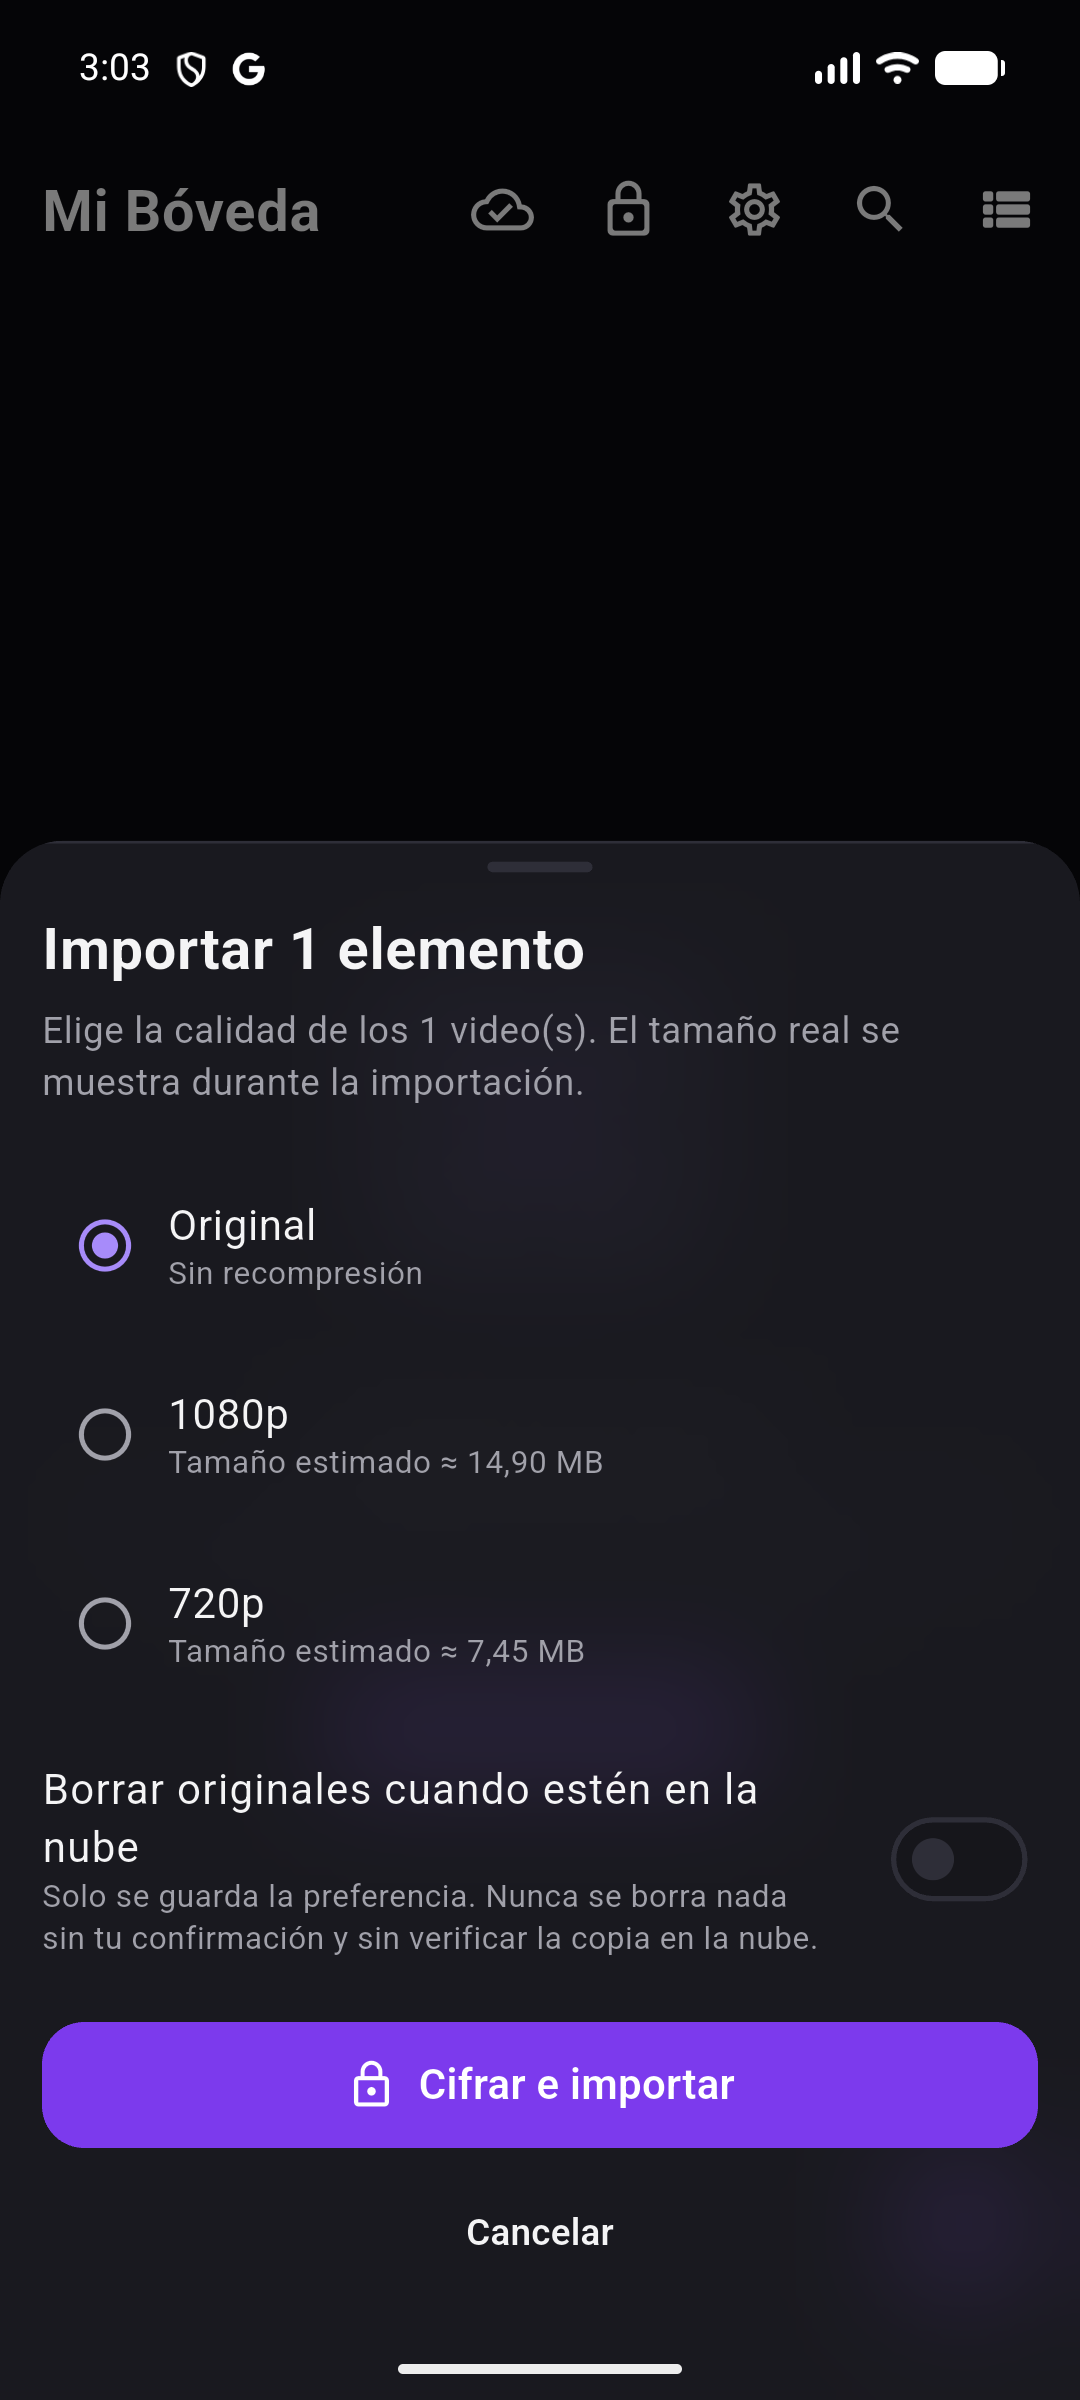 3:03
Mi Bóveda
Importar 1 elemento
Elige la calidad de los 1 video(s). El tamaño real se
muestra durante la importación.
Original
Sin recompresión
1080p
Tamaño estimado ≈ 14,90 MB
720p
Tamaño estimado ≈ 7,45 MB
Borrar originales cuando estén en la
nube
Solo se guarda la preferencia. Nunca se borra nada
sin tu confirmación y sin verificar la copia en la nube.
Cifrar e importar
Cancelar